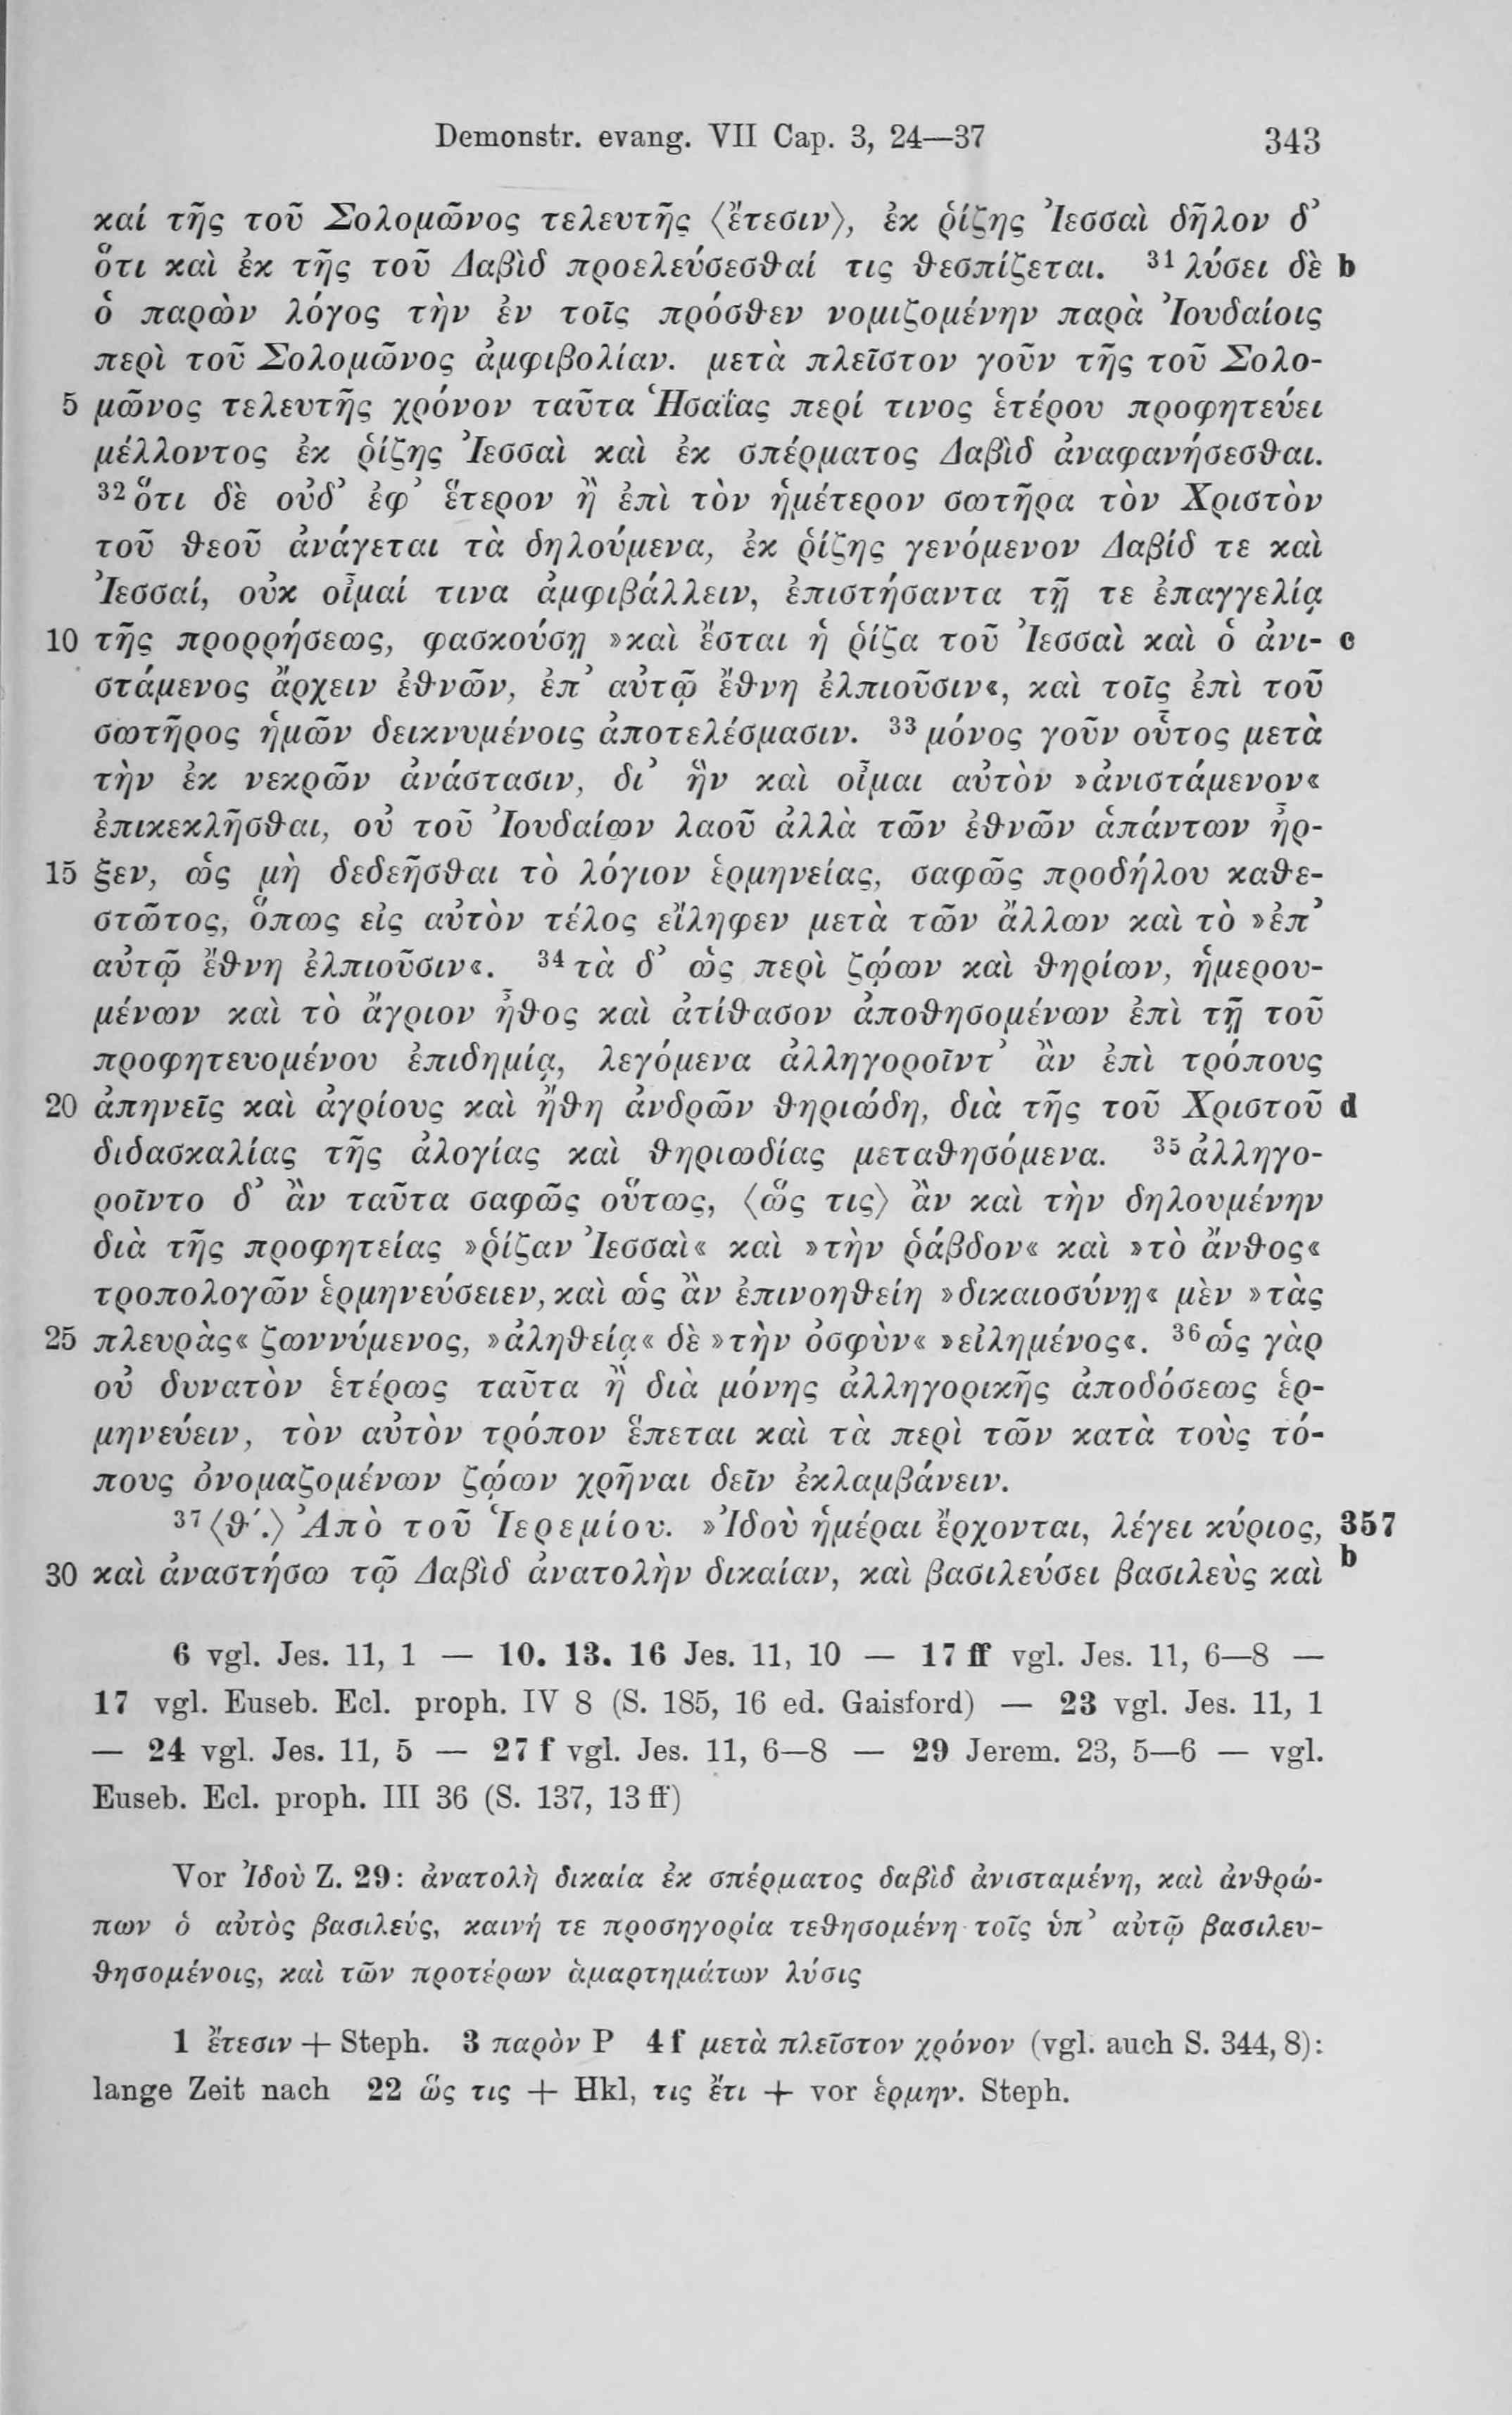 Demonstr. evang. VII Cap. 3, 24—37 343
καί τῆς τοῦ Σολομῶνος τελευτῆς ⟨ἔτεσιν⟩, ἐκ ῥίζης Ἰεσσαὶ δῆλον δ’
ὅτι καὶ ἐκ τῆς τοῦ Δαβὶδ προελεύσεσθαί τις θεσπίζεται. ³¹ λύσει δὲ b
ὁ παρὼν λόγος τὴν ἐν τοῖς πρόσθεν νομιζομένην παρὰ Ἰουδαίοις
περὶ τοῦ Σολομῶνος ἀμφιβολίαν. μετὰ πλεῖστον γοῦν τῆς τοῦ Σολο-
5 μῶνος τελευτῆς χρόνον ταῦτα Ἡσαΐας περί τινος ἑτέρου προφητεύει
μέλλοντος ἐκ ῥίζης Ἰεσσαὶ καὶ ἐκ σπέρματος Δαβὶδ ἀναφανήσεσθαι.
³² ὅτι δὲ οὐδ’ ἐφ’ ἕτερον ἢ ἐπὶ τὸν ἡμέτερον σωτῆρα τὸν Χριστὸν
τοῦ θεοῦ ἀνάγεται τὰ δηλούμενα, ἐκ ῥίζης γενόμενον Δαβίδ τε καὶ
Ἰεσσαί, οὐκ οἶμαί τινα ἀμφιβάλλειν, ἐπιστήσαντα τῇ τε ἐπαγγελίᾳ
10 τῆς προρρήσεως, φασκούσῃ »καὶ ἔσται ἡ ῥίζα τοῦ Ἰεσσαὶ καὶ ὁ ἀνι- c
στάμενος ἄρχειν ἐθνῶν, ἐπ’ αὐτῷ ἔθνη ἐλπιοῦσιν«, καὶ τοῖς ἐπὶ τοῦ
σωτῆρος ἡμῶν δεικνυμένοις ἀποτελέσμασιν. ³³ μόνος γοῦν οὗτος μετὰ
τὴν ἐκ νεκρῶν ἀνάστασιν, δι’ ἣν καὶ οἶμαι αὐτὸν »ἀνιστάμενον«
ἐπικεκλῆσθαι, οὐ τοῦ Ἰουδαίων λαοῦ ἀλλὰ τῶν ἐθνῶν ἁπάντων ἦρ-
15 ξεν, ὡς μὴ δεδεῆσθαι τὸ λόγιον ἑρμηνείας, σαφῶς προδήλου καθε-
στῶτος, ὅπως εἰς αὐτὸν τέλος εἴληφεν μετὰ τῶν ἄλλων καὶ τὸ »ἐπ’
αὐτῷ ἔθνη ἐλπιοῦσιν«. ³⁴ τὰ δ’ ὡς περὶ ζῴων καὶ θηρίων, ἡμερου-
μένων καὶ τὸ ἄγριον ἦθος καὶ ἀτίθασον ἀποθησομένων ἐπὶ τῇ τοῦ
προφητευομένου ἐπιδημίᾳ, λεγόμενα ἀλληγοροῖντ’ ἂν ἐπὶ τρόπους
20 ἀπηνεῖς καὶ ἀγρίους καὶ ἤθη ἀνδρῶν θηριώδη, διὰ τῆς τοῦ Χριστοῦ d
διδασκαλίας τῆς ἀλογίας καὶ θηριωδίας μεταθησόμενα. ³⁵ ἀλληγο-
ροῖντο δ’ ἂν ταῦτα σαφῶς οὕτως, ⟨ὥς τις⟩ ἂν καὶ τὴν δηλουμένην
διὰ τῆς προφητείας »ῥίζαν Ἰεσσαὶ« καὶ »τὴν ῥάβδον« καὶ »τὸ ἄνθος«
τροπολογῶν ἑρμηνεύσειεν, καὶ ὡς ἂν ἐπινοηθείη »δικαιοσύνῃ« μὲν »τὰς
25 πλευρὰς« ζωννύμενος, »ἀληθείᾳ« δὲ »τὴν ὀσφὺν« »εἰλημένος«. ³⁶ ὡς γὰρ
οὐ δυνατὸν ἑτέρως ταῦτα ἢ διὰ μόνης ἀλληγορικῆς ἀποδόσεως ἑρ-
μηνεύειν, τὸν αὐτὸν τρόπον ἕπεται καὶ τὰ περὶ τῶν κατὰ τοὺς τό-
πους ὀνομαζομένων ζῴων χρῆναι δεῖν ἐκλαμβάνειν.
³⁷ ⟨θ΄.⟩ Ἀπὸ τοῦ Ἱερεμίου. »Ἰδοὺ ἡμέραι ἔρχονται, λέγει κύριος, 357
30 καὶ ἀναστήσω τῷ Δαβὶδ ἀνατολὴν δικαίαν, καὶ βασιλεύσει βασιλεὺς καὶ b
6 vgl. Jes. 11, 1 — 10. 13. 16 Jes. 11, 10 — 17 ff vgl. Jes. 11, 6—8 —
17 vgl. Euseb. Ecl. proph. IV 8 (S. 185, 16 ed. Gaisford) — 23 vgl. Jes. 11, 1
— 24 vgl. Jes. 11, 5 — 27 f vgl. Jes. 11, 6—8 — 29 Jerem. 23, 5—6 — vgl.
Euseb. Ecl. proph. III 36 (S. 137, 13 ff)
Vor Ἰδοὺ Z. 29: ἀνατολὴ δικαία ἐκ σπέρματος δαβὶδ ἀνισταμένη, καὶ ἀνθρώ-
πων ὁ αὐτὸς βασιλεύς, καινή τε προσηγορία τεθησομένη τοῖς ὑπ’ αὐτῷ βασιλευ-
θησομένοις, καὶ τῶν προτέρων ἁμαρτημάτων λύσις
1 ἔτεσιν + Steph. 3 παρὸν P 4 f μετὰ πλεῖστον χρόνον (vgl. auch S. 344, 8):
lange Zeit nach 22 ὥς τις + Hkl, τις ἔτι + vor ἑρμην. Steph.